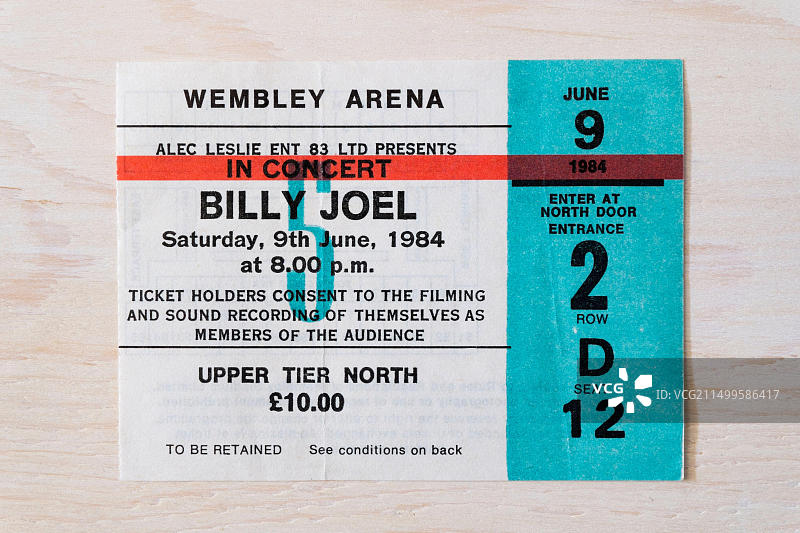 WEMBLEY ARENA
ALEC LESLIE ENT 83 LTD PRESENTS
IN CONCERT
5
BILLY JOEL
Saturday, 9th June, 1984
at 8.00 p.m.
TICKET HOLDERS CONSENT TO THE FILMING
AND SOUND RECORDING OF THEMSELVES AS
MEMBERS OF THE AUDIENCE
UPPER TIER NORTH
£10.00
TO BE RETAINED See conditions on back
JUNE
9
1984
ENTER AT
NORTH DOOR
ENTRANCE
2
ROW
D
12
VCG
ID: VCG211499586417